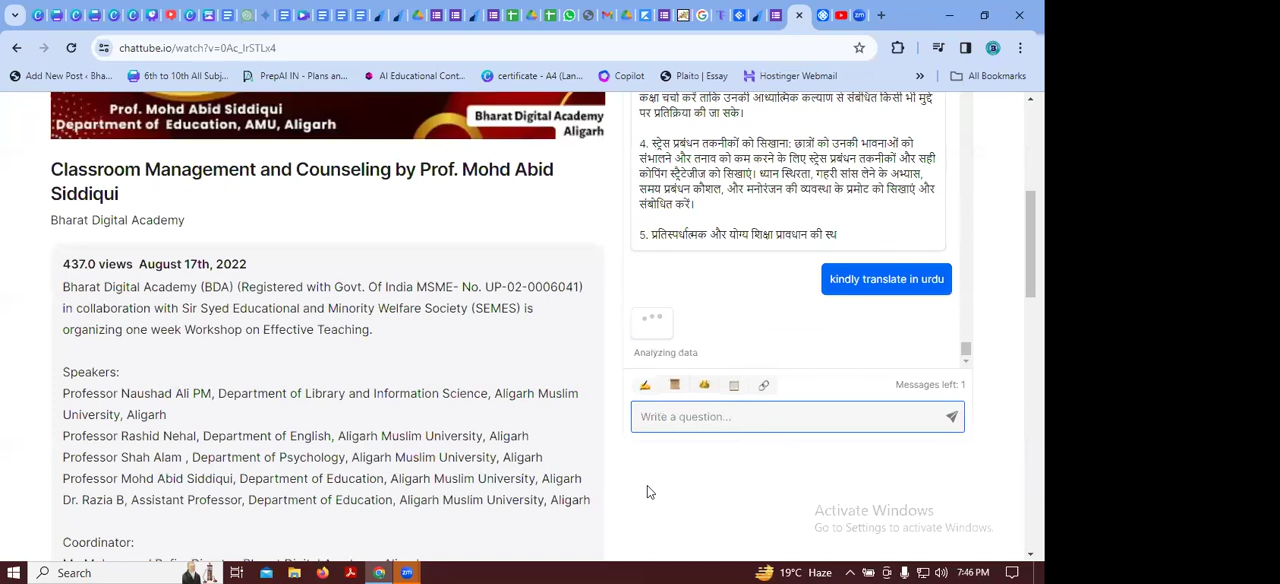 chattube.io/watch?v=0Ac_lrSTLx4
Add New Post ‹ Bha...
6th to 10th All Subj...
PrepAI IN - Plans an...
AI Educational Cont...
certificate - A4 (Lan...
Copilot
Plaito | Essay
Hostinger Webmail
»
All Bookmarks
Prof. Mohd Abid Siddiqui
Department of Education, AMU, Aligarh
Bharat Digital Academy
Aligarh
Classroom Management and Counseling by Prof. Mohd Abid
Siddiqui
Bharat Digital Academy
437.0 views August 17th, 2022
Bharat Digital Academy (BDA) (Registered with Govt. Of India MSME- No. UP-02-0006041)
in collaboration with Sir Syed Educational and Minority Welfare Society (SEMES) is
organizing one week Workshop on Effective Teaching.
Speakers:
Professor Naushad Ali PM, Department of Library and Information Science, Aligarh Muslim
University, Aligarh
Professor Rashid Nehal, Department of English, Aligarh Muslim University, Aligarh
Professor Shah Alam , Department of Psychology, Aligarh Muslim University, Aligarh
Professor Mohd Abid Siddiqui, Department of Education, Aligarh Muslim University, Aligarh
Dr. Razia B, Assistant Professor, Department of Education, Aligarh Muslim University, Aligarh
Coordinator:
कक्षा चर्चा करें ताकि उनकी आध्यात्मिक कल्याण से संबंधित किसी भी मुद्दे
पर प्रतिक्रिया की जा सके।
4. स्ट्रेस प्रबंधन तकनीकों को सिखाना: छात्रों को उनकी भावनाओं को
संभालने और तनाव को कम करने के लिए स्ट्रेस प्रबंधन तकनीकों और सही
कोपिंग स्ट्रैटेजीज को सिखाएं। ध्यान स्थिरता, गहरी सांस लेने के अभ्यास,
समय प्रबंधन कौशल, और मनोरंजन की व्यवस्था के प्रमोट को सिखाएं और
संबोधित करें।
5. प्रतिस्पर्धात्मक और योग्य शिक्षा प्रावधान की स्थ
kindly translate in urdu
Analyzing data
Messages left: 1
Write a question...
Activate Windows
Go to Settings to activate Windows.
Search
19°C Haze
7:46 PM